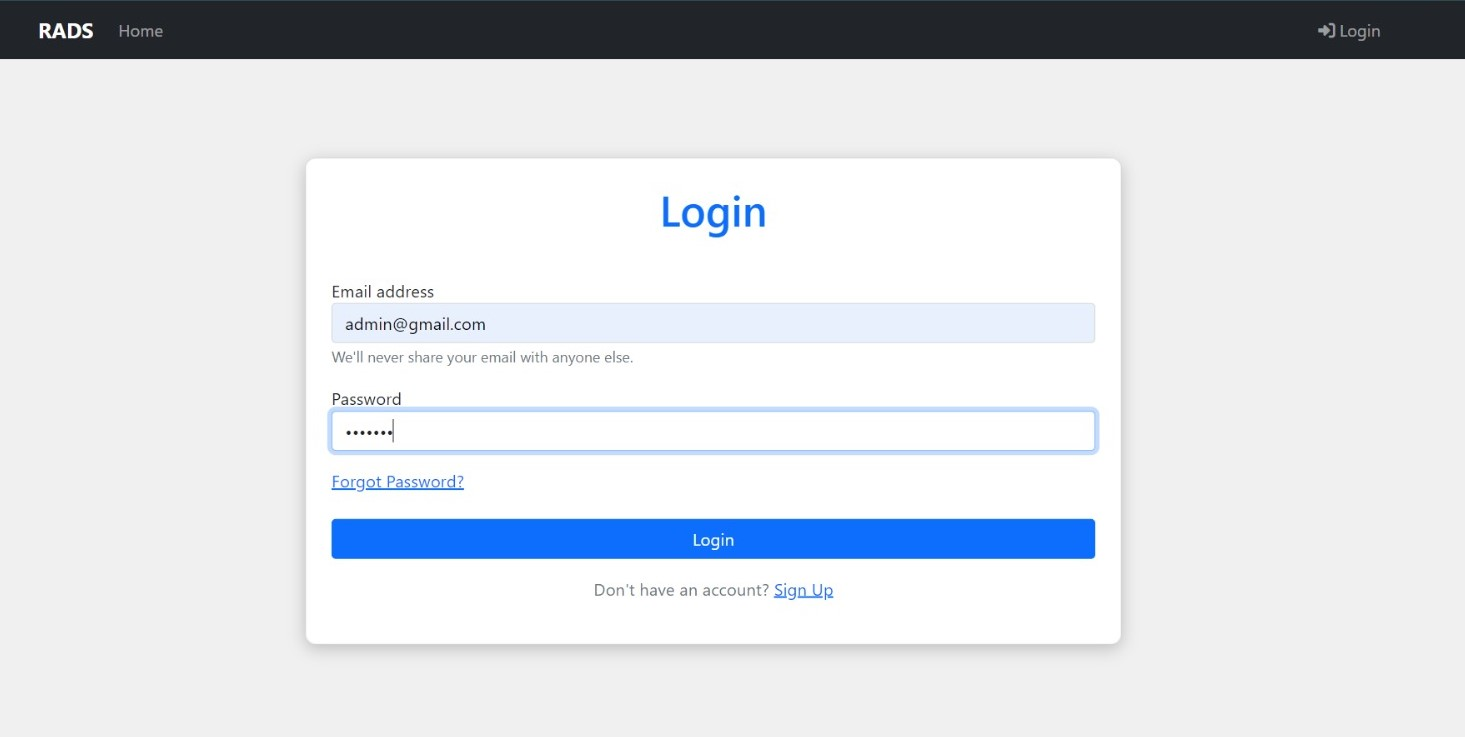 RADS Home Login
Login
Email address
admin@gmail.com
We'll never share your email with anyone else.
Password
•••••••
Forgot Password?
Login
Don't have an account? Sign Up